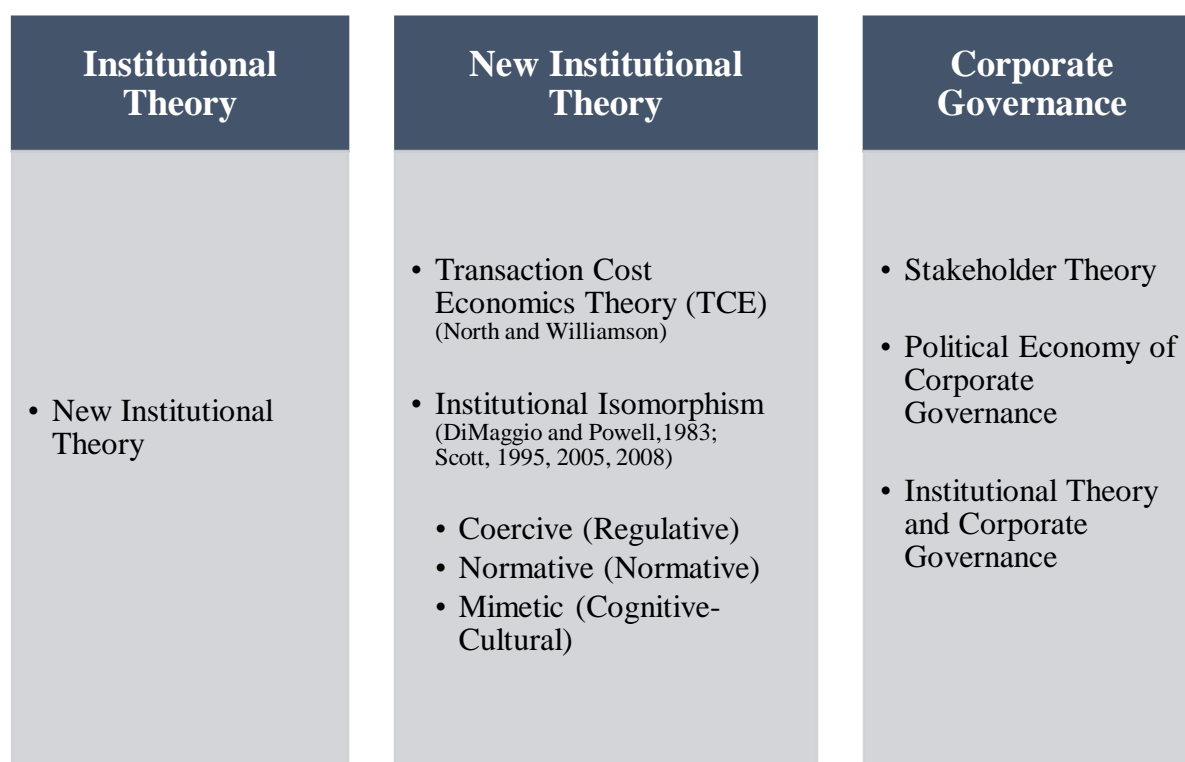 Institutional
Theory
• New Institutional
Theory
New Institutional
Theory
• Transaction Cost
Economics Theory (TCE)
(North and Williamson)
• Institutional Isomorphism
(DiMaggio and Powell,1983;
Scott, 1995, 2005, 2008)
• Coercive (Regulative)
• Normative (Normative)
• Mimetic (Cognitive-
Cultural)
Corporate
Governance
• Stakeholder Theory
• Political Economy of
Corporate
Governance
• Institutional Theory
and Corporate
Governance